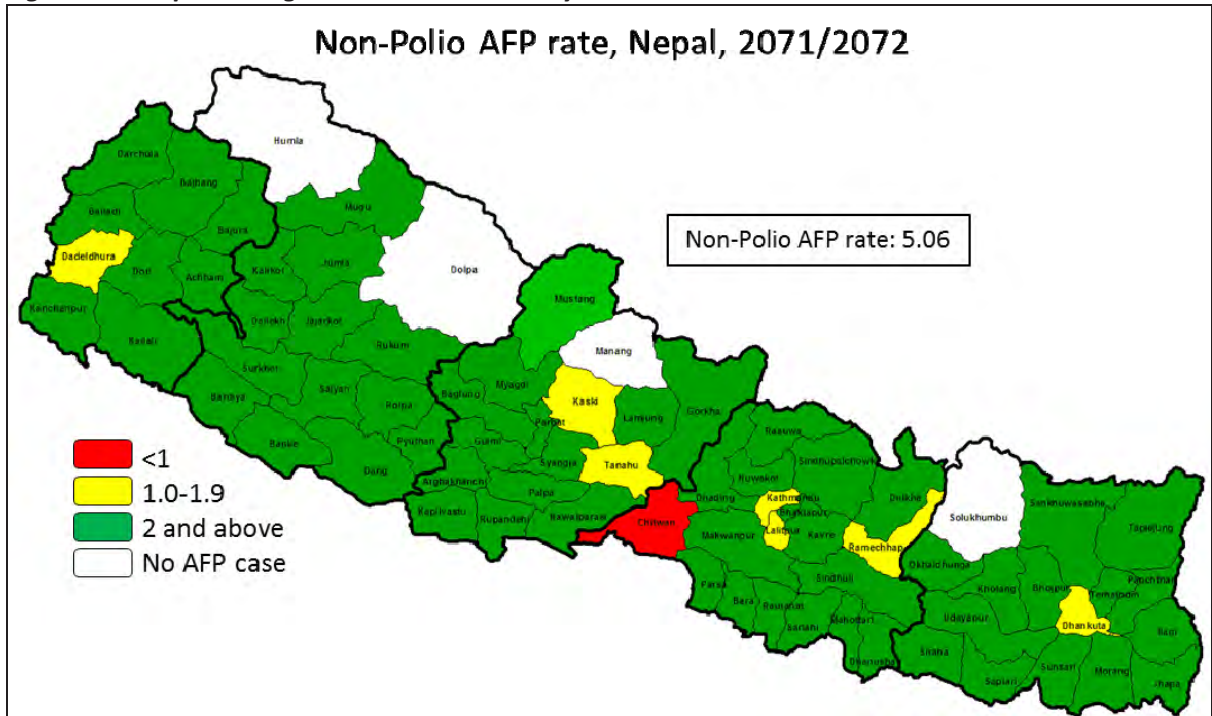 Non-Polio AFP rate, Nepal, 2071/2072
Humla
Darchula
Bajhang
Baitadi
Mugu
Bajura
Non-Polio AFP rate: 5.06
Dadeldhura
Doti
Achham
Kalikot
Jumla
Dolpa
Mustang
Kanchanpur
Kailali
Dailekh
Jajarkot
Rukum
Manang
Surkhet
Salyan
Rolpa
Bardiya
Banke
Pyuthan
Dang
Baglung
Myagdi
Kaski
Lamjung
Gorkha
Parbat
Gulmi
Syangja
Tanahu
Rasuwa
Sindhupalchowk
<1
1.0-1.9
2 and above
No AFP case
Arghakhanchi
Palpa
Kapilvastu
Rupandehi
Nawalparasi
Chitwan
Dhading
Nuwakot
Kathmandu
Bhaktapur
Lalitpur
Kavre
Dolkha
Ramechhap
Makwanpur
Sindhuli
Solukhumbu
Sankhuwasabha
Taplejung
Okhaldhunga
Khotang
Bhojpur
Panchthar
Dhankuta
Ilam
Parsa
Bara
Rautahat
Sarlahi
Mahottari
Dhanusha
Udayapur
Siraha
Saptari
Sunsari
Morang
Jhapa